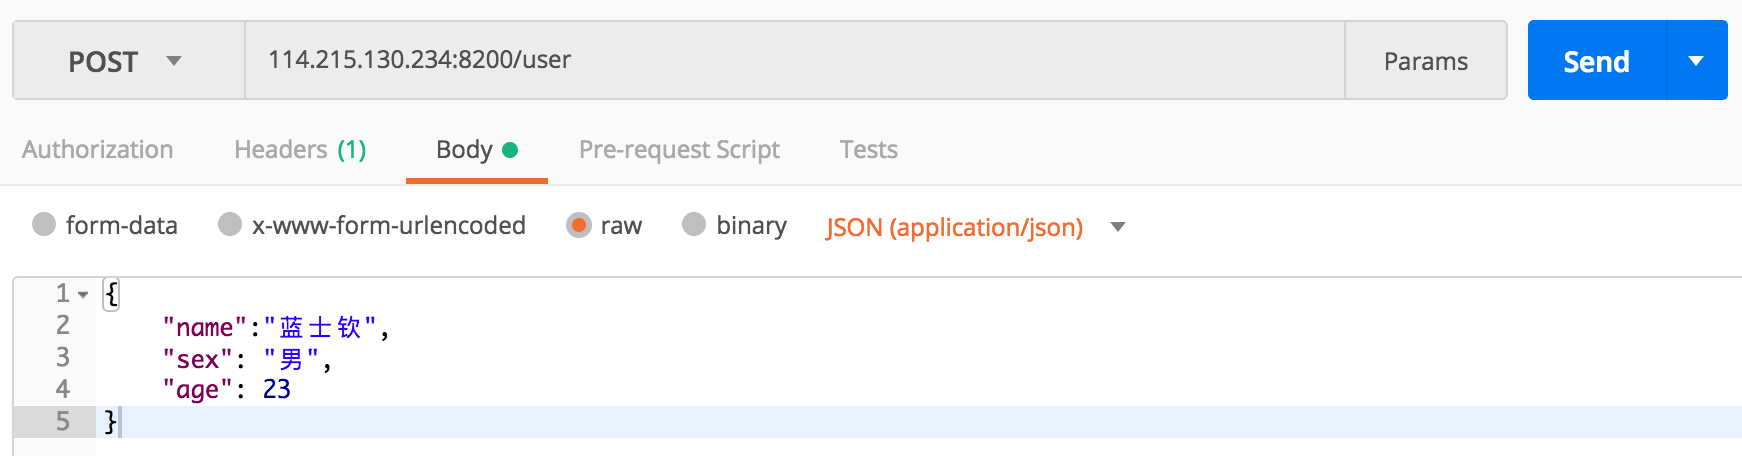 POST 114.215.130.234:8200/user Params Send
Authorization Headers (1) Body Pre-request Script Tests
form-data x-www-form-urlencoded raw binary JSON (application/json)
1 {
2 "name":"蓝士钦",
3 "sex": "男",
4 "age": 23
5 }